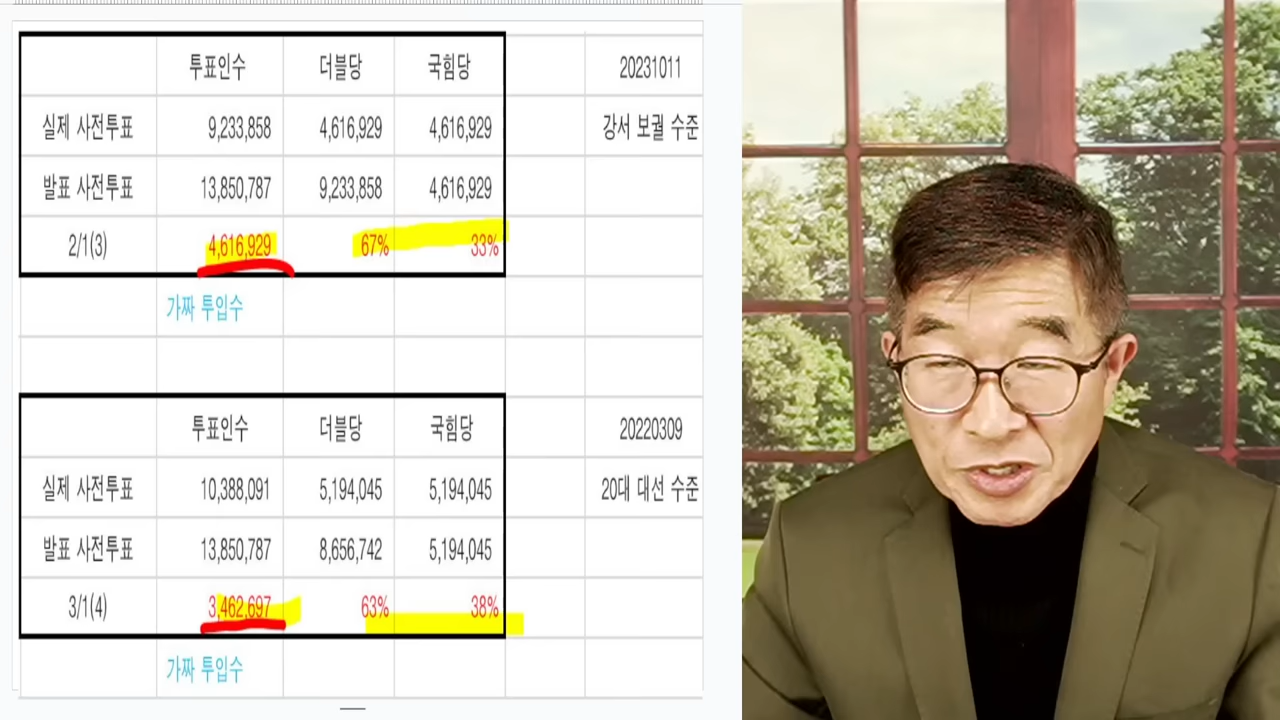 투표인수 더블당 국힘당 20231011
실제 사전투표 9,233,858 4,616,929 4,616,929 강서 보궐 수준
발표 사전투표 13,850,787 9,233,858 4,616,929
2/1(3) 4,616,929 67% 33%
가짜 투입수
투표인수 더블당 국힘당 20220309
실제 사전투표 10,388,091 5,194,045 5,194,045 20대 대선 수준
발표 사전투표 13,850,787 8,656,742 5,194,045
3/1(4) 3,462,697 63% 38%
가짜 투입수